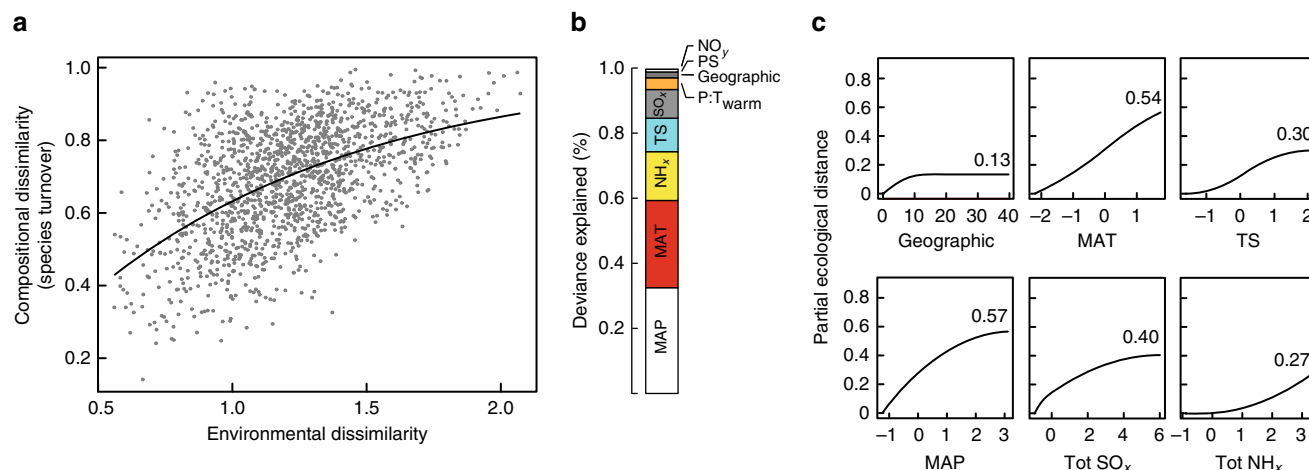 a
Compositional dissimilarity
(species turnover)
1.0
0.8
0.6
0.4
0.2
0.5
1.0
1.5
2.0
Environmental dissimilarity
b
Deviance explained (%)
1.0
0.8
0.6
0.4
0.2
NOy
PS
Geographic
P:Twarm
SOx
TS
NHx
MAT
MAP
c
Partial ecological distance
0.8
0.6
0.4
0.2
0
0.13
0 10 20 30 40
Geographic
0.54
−2 −1 0 1
MAT
0.30
−1 0 1 2
TS
0.8
0.6
0.4
0.2
0
0.57
−1 0 1 2 3
MAP
0.40
0 2 4 6
Tot SOx
0.27
−1 0 1 2 3
Tot NHx